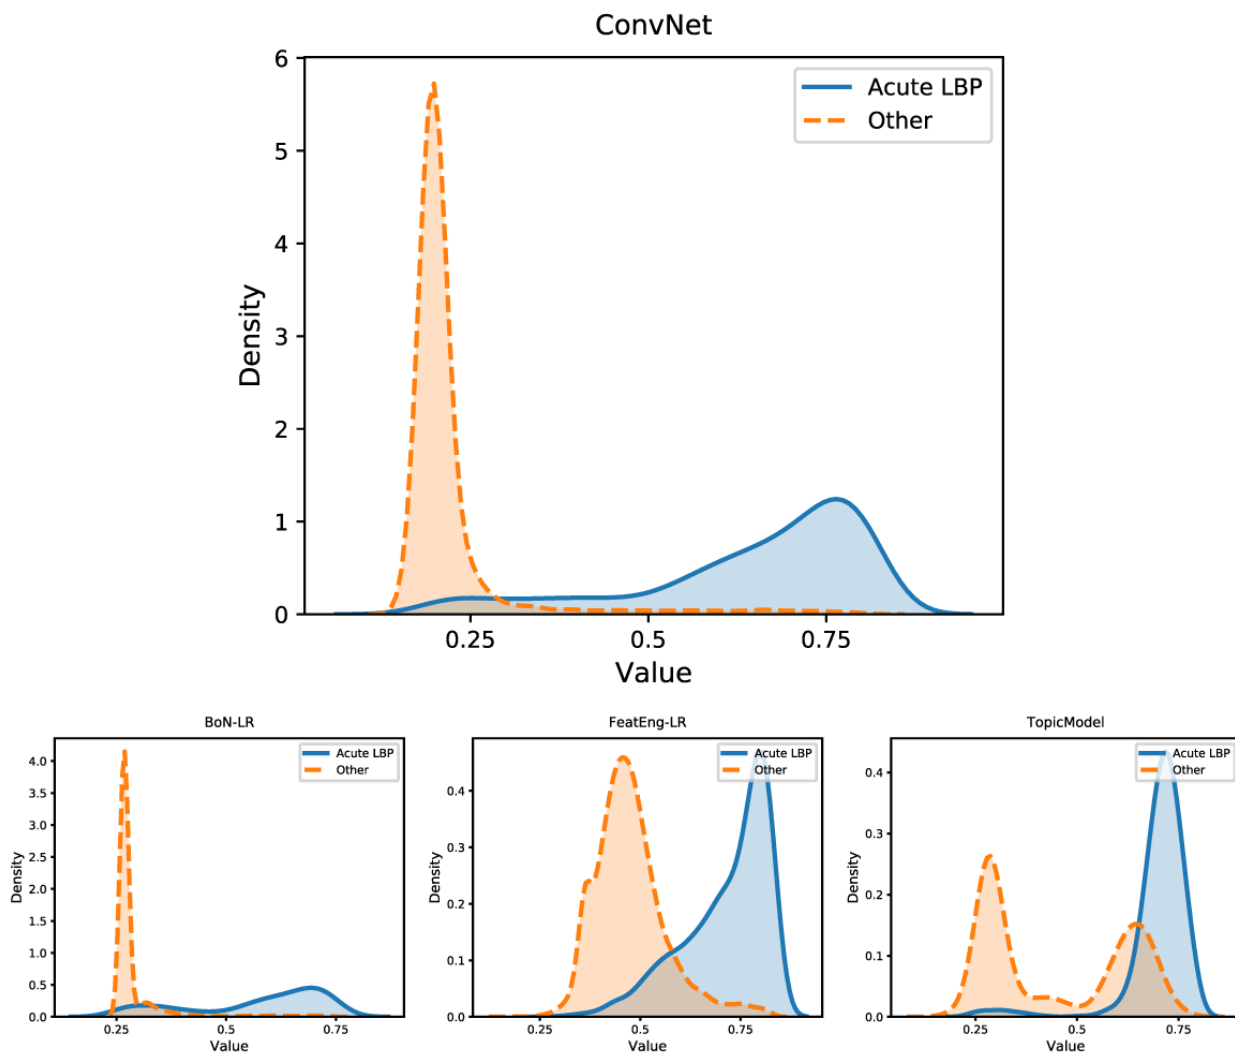 ConvNet
6
5
4
3
2
1
0
Density
Acute LBP
Other
0.25 0.5 0.75
Value
BoN-LR
4.0
3.5
3.0
2.5
2.0
1.5
1.0
0.5
0.0
Density
Acute LBP
Other
0.25 0.5 0.75
Value
FeatEng-LR
0.4
0.3
0.2
0.1
0.0
Density
Acute LBP
Other
0.25 0.5 0.75
Value
TopicModel
0.4
0.3
0.2
0.1
0.0
Density
Acute LBP
Other
0.25 0.5 0.75
Value